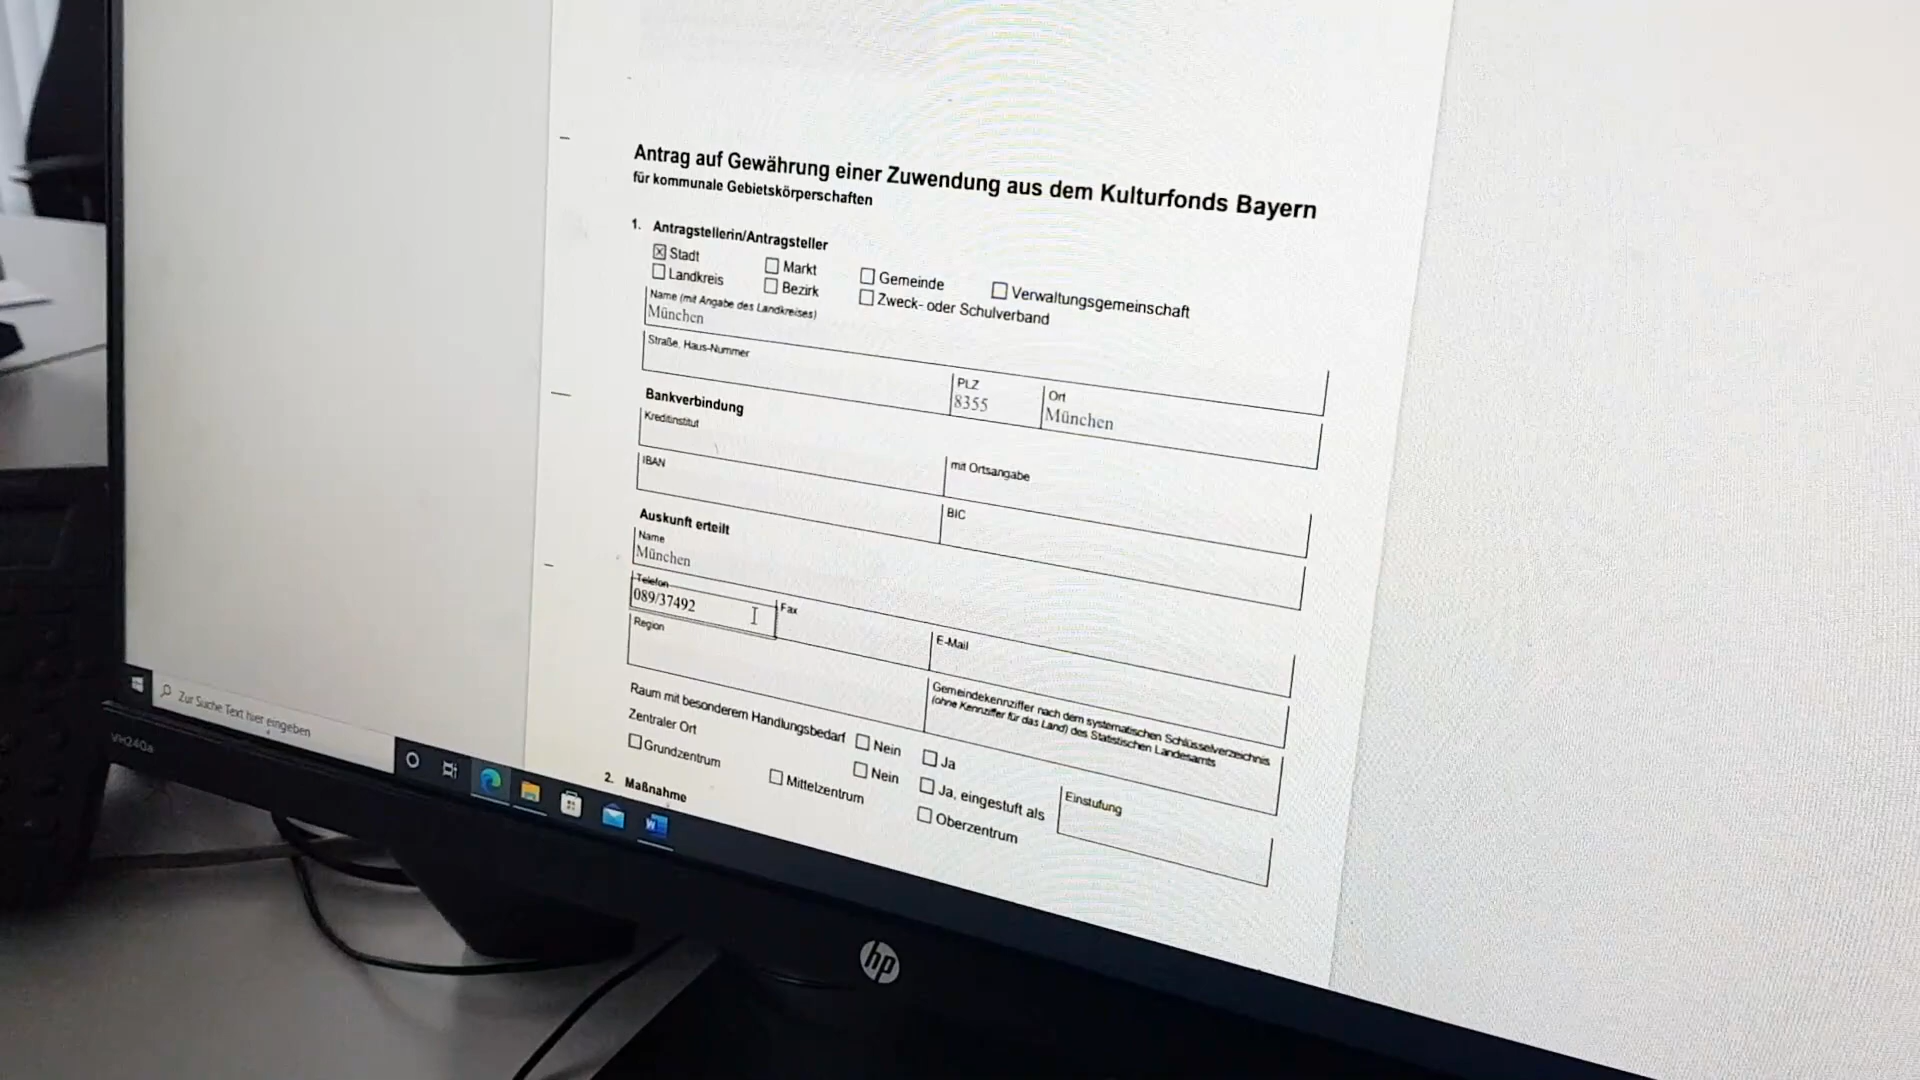 Antrag auf Gewährung einer Zuwendung aus dem Kulturfonds Bayern
für kommunale Gebietskörperschaften
1. Antragstellerin/Antragsteller
Stadt Markt Gemeinde Verwaltungsgemeinschaft
Landkreis Bezirk Zweck- oder Schulverband
Name (mit Angabe des Landkreises)
München
Straße, Haus-Nummer PLZ Ort
8355 München
Bankverbindung
Kreditinstitut mit Ortsangabe
IBAN BIC
Auskunft erteilt
Name
München
Telefon Fax E-Mail
089/37492
Region Gemeindekennziffer nach dem systematischen Schlüsselverzeichnis
(ohne Kennziffer für das Land) des Statistischen Landesamts
Raum mit besonderem Handlungsbedarf Nein Ja
Zentraler Ort Nein Ja, eingestuft als Einstufung
Grundzentrum Mittelzentrum Oberzentrum
2. Maßnahme
Zur Suche Text hier eingeben
VH240a
hp